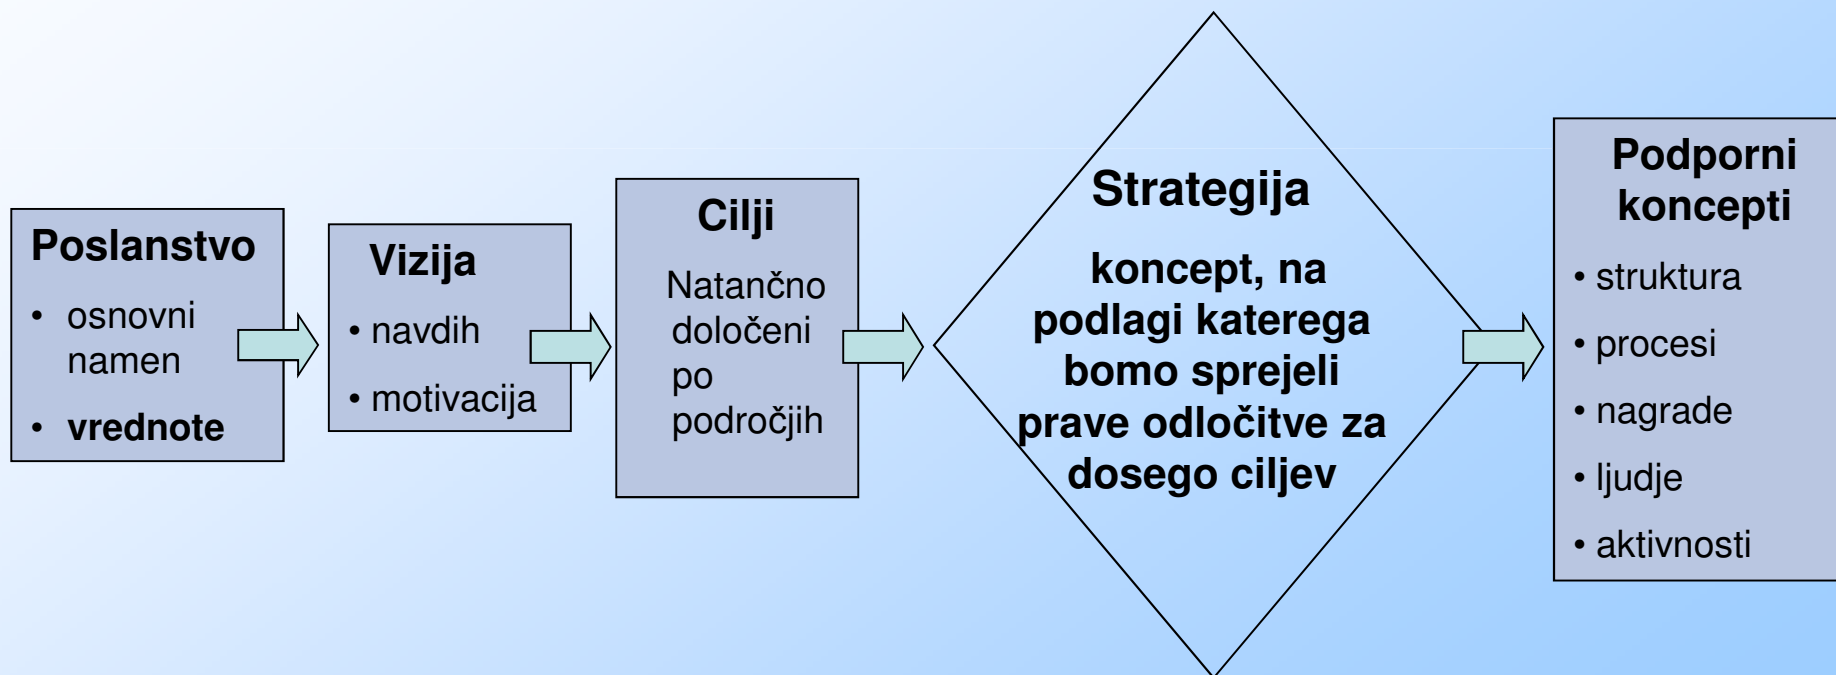 Poslanstvo
• osnovni
namen
• vrednote
Vizija
• navdih
• motivacija
Cilji
Natančno
določeni
po
področjih
Strategija
koncept, na
podlagi katerega
bomo sprejeli
prave odločitve za
dosego ciljev
Podporni
koncepti
• struktura
• procesi
• nagrade
• ljudje
• aktivnosti